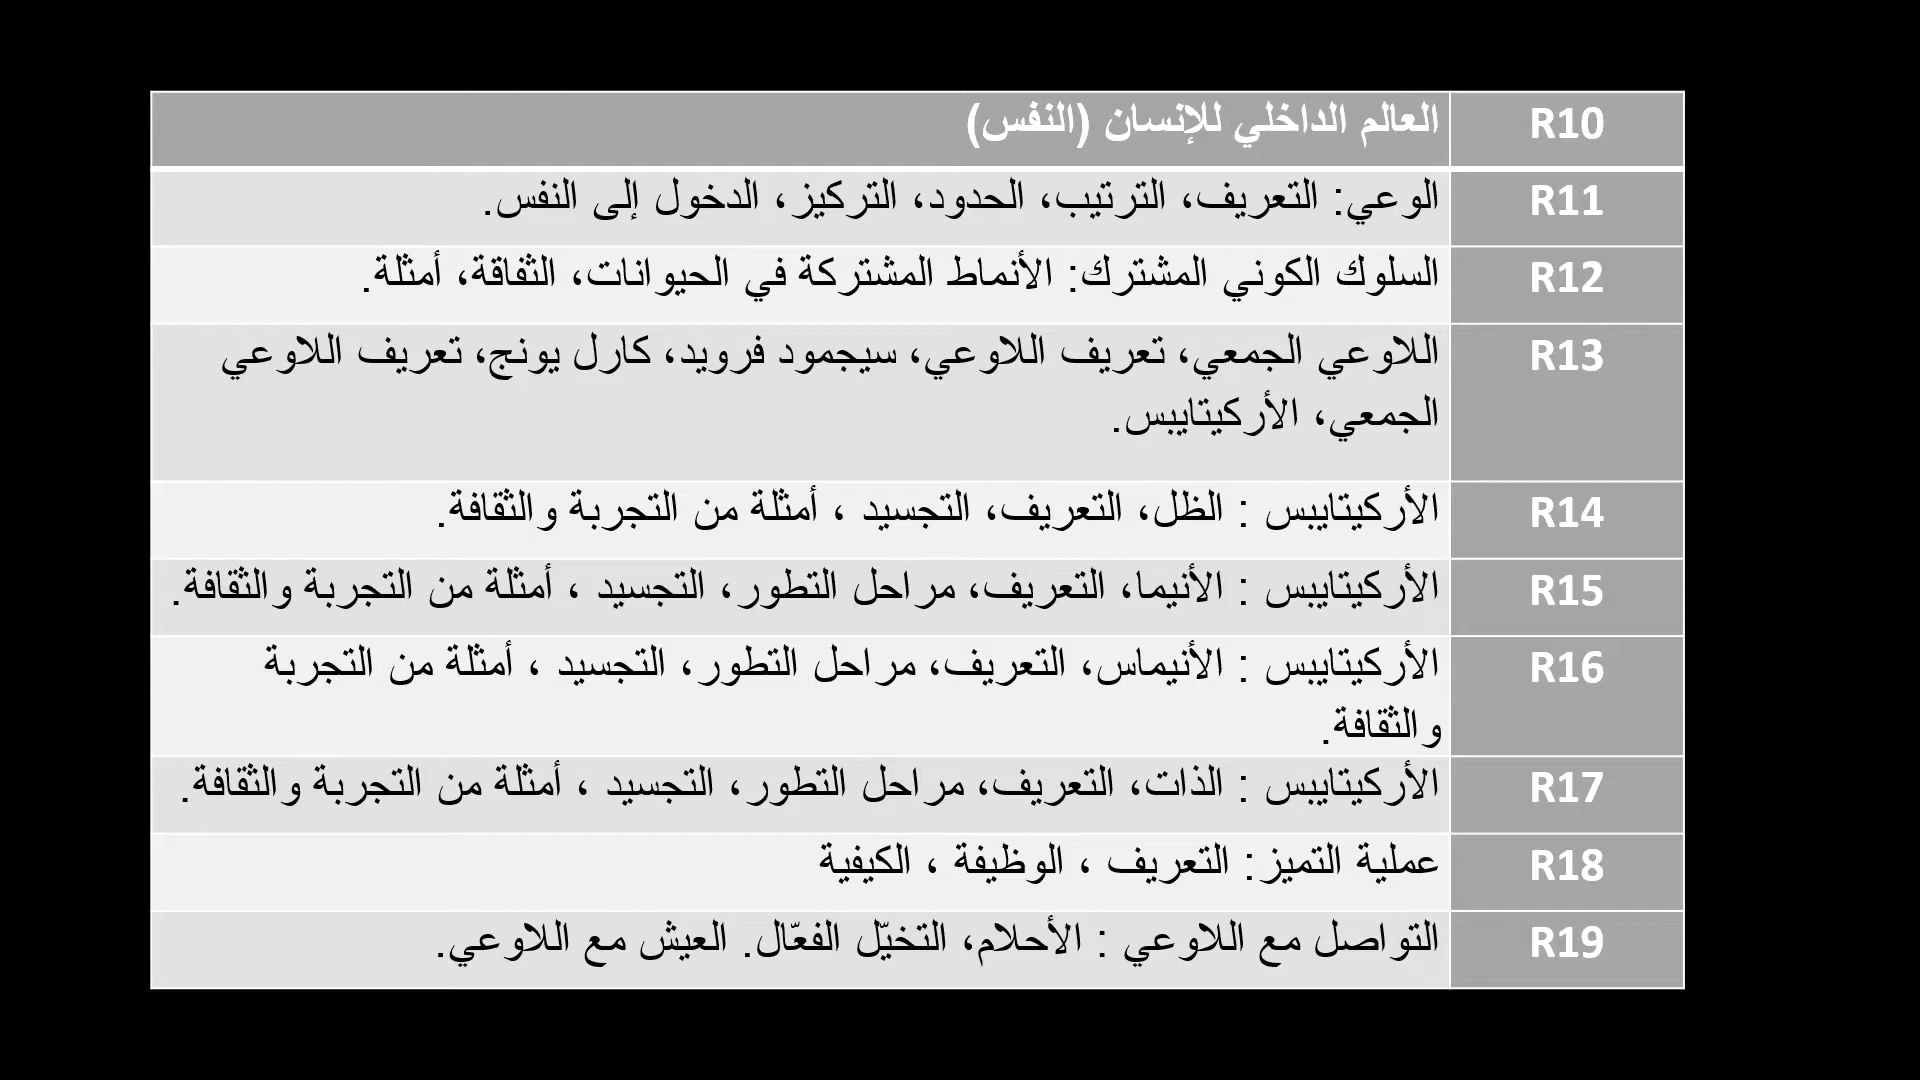 R10 العالم الداخلي للإنسان (النفس)
R11 الوعي: التعريف، الترتيب، الحدود، التركيز، الدخول إلى النفس.
R12 السلوك الكوني المشترك: الأنماط المشتركة في الحيوانات، الثفاقة، أمثلة.
R13 اللاوعي الجمعي، تعريف اللاوعي، سيجمود فرويد، كارل يونج، تعريف اللاوعي
الجمعي، الأركيتايبس.
R14 الأركيتايبس : الظل، التعريف، التجسيد ، أمثلة من التجربة والثقافة.
R15 الأركيتايبس : الأنيما، التعريف، مراحل التطور، التجسيد ، أمثلة من التجربة والثقافة.
R16 الأركيتايبس : الأنيماس، التعريف، مراحل التطور، التجسيد ، أمثلة من التجربة
والثقافة.
R17 الأركيتايبس : الذات، التعريف، مراحل التطور، التجسيد ، أمثلة من التجربة والثقافة.
R18 عملية التميز: التعريف ، الوظيفة ، الكيفية
R19 التواصل مع اللاوعي : الأحلام، التخيّل الفعّال. العيش مع اللاوعي.